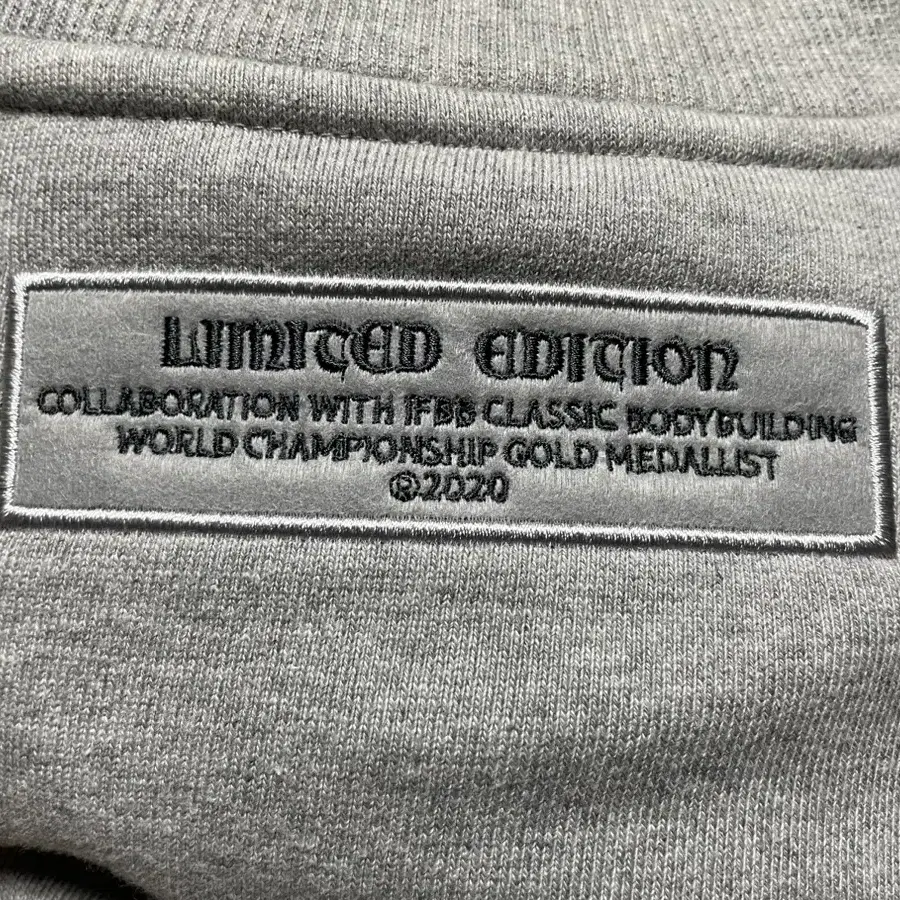 LIMITED EDITION
COLLABORATION WITH IFBB CLASSIC BODYBUILDING
WORLD CHAMPIONSHIP GOLD MEDALLIST
®2020